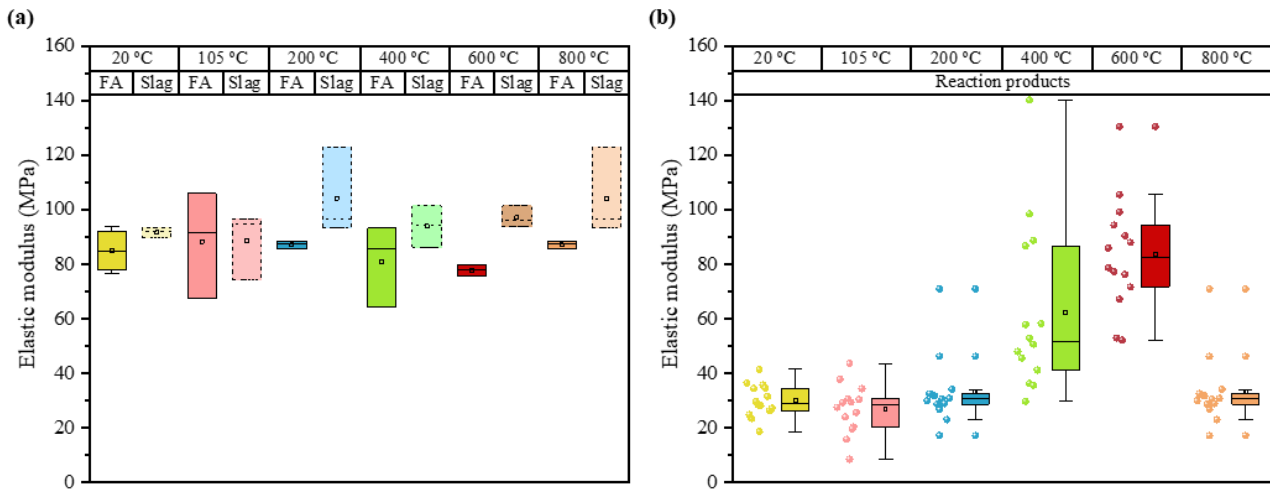 (a)
(b)
160
20 °C 105 °C 200 °C 400 °C 600 °C 800 °C
FA Slag FA Slag FA Slag FA Slag FA Slag FA Slag
140
120
100
80
60
40
20
0
Elastic modulus (MPa)
160
20 °C 105 °C 200 °C 400 °C 600 °C 800 °C
Reaction products
140
120
100
80
60
40
20
0
Elastic modulus (MPa)